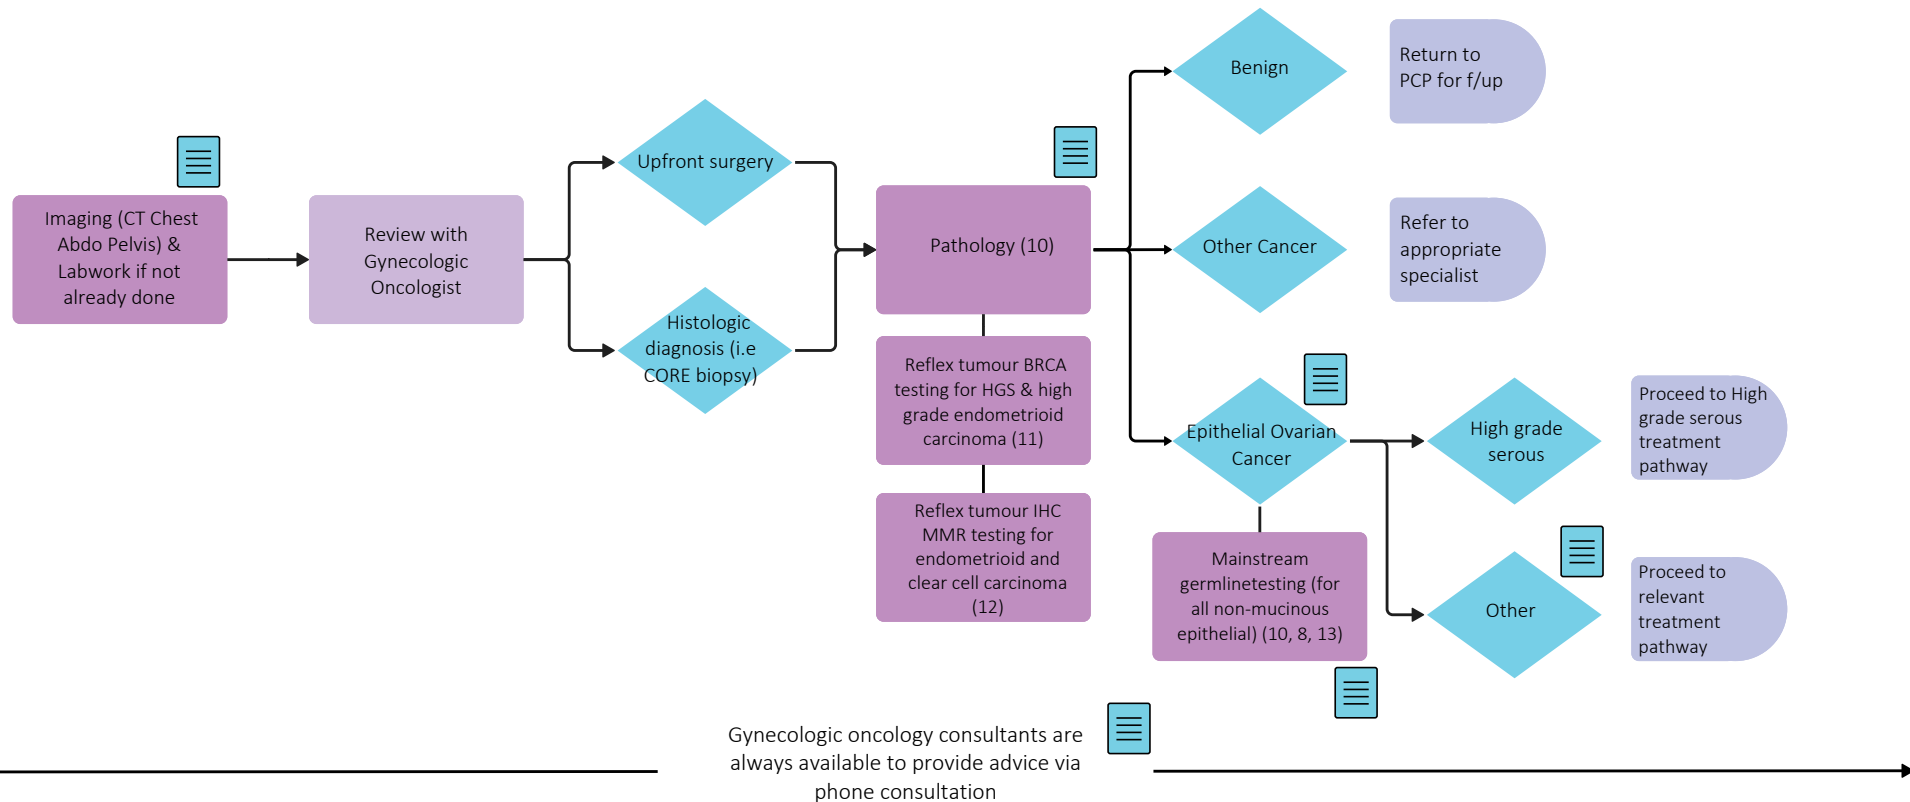 Imaging (CT Chest
Abdo Pelvis) &
Labwork if not
already done
Review with
Gynecologic
Oncologist
Upfront surgery
Histologic
diagnosis (i.e
CORE biopsy)
Pathology (10)
Reflex tumour BRCA
testing for HGS & high
grade endometrioid
carcinoma (11)
Reflex tumour IHC
MMR testing for
endometrioid and
clear cell carcinoma
(12)
Benign
Return to
PCP for f/up
Other Cancer
Refer to
appropriate
specialist
Epithelial Ovarian
Cancer
Mainstream
germlinetesting (for
all non-mucinous
epithelial) (10, 8, 13)
High grade
serous
Proceed to High
grade serous
treatment
pathway
Other
Proceed to
relevant
treatment
pathway
Gynecologic oncology consultants are
always available to provide advice via
phone consultation